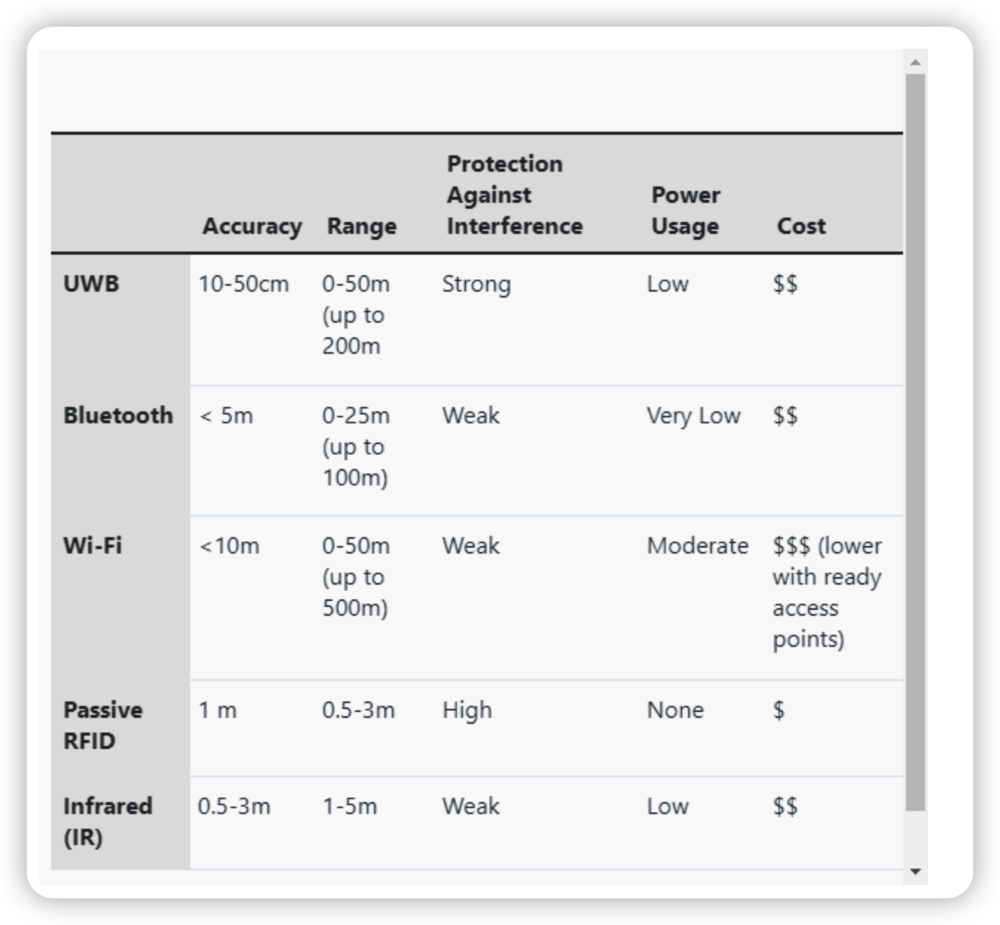 Accuracy Range Protection Against Interference Power Usage Cost
UWB 10-50cm 0-50m (up to 200m Strong Low $$
Bluetooth < 5m 0-25m (up to 100m) Weak Very Low $$
Wi-Fi <10m 0-50m (up to 500m) Weak Moderate $$$ (lower with ready access points)
Passive RFID 1 m 0.5-3m High None $
Infrared (IR) 0.5-3m 1-5m Weak Low $$